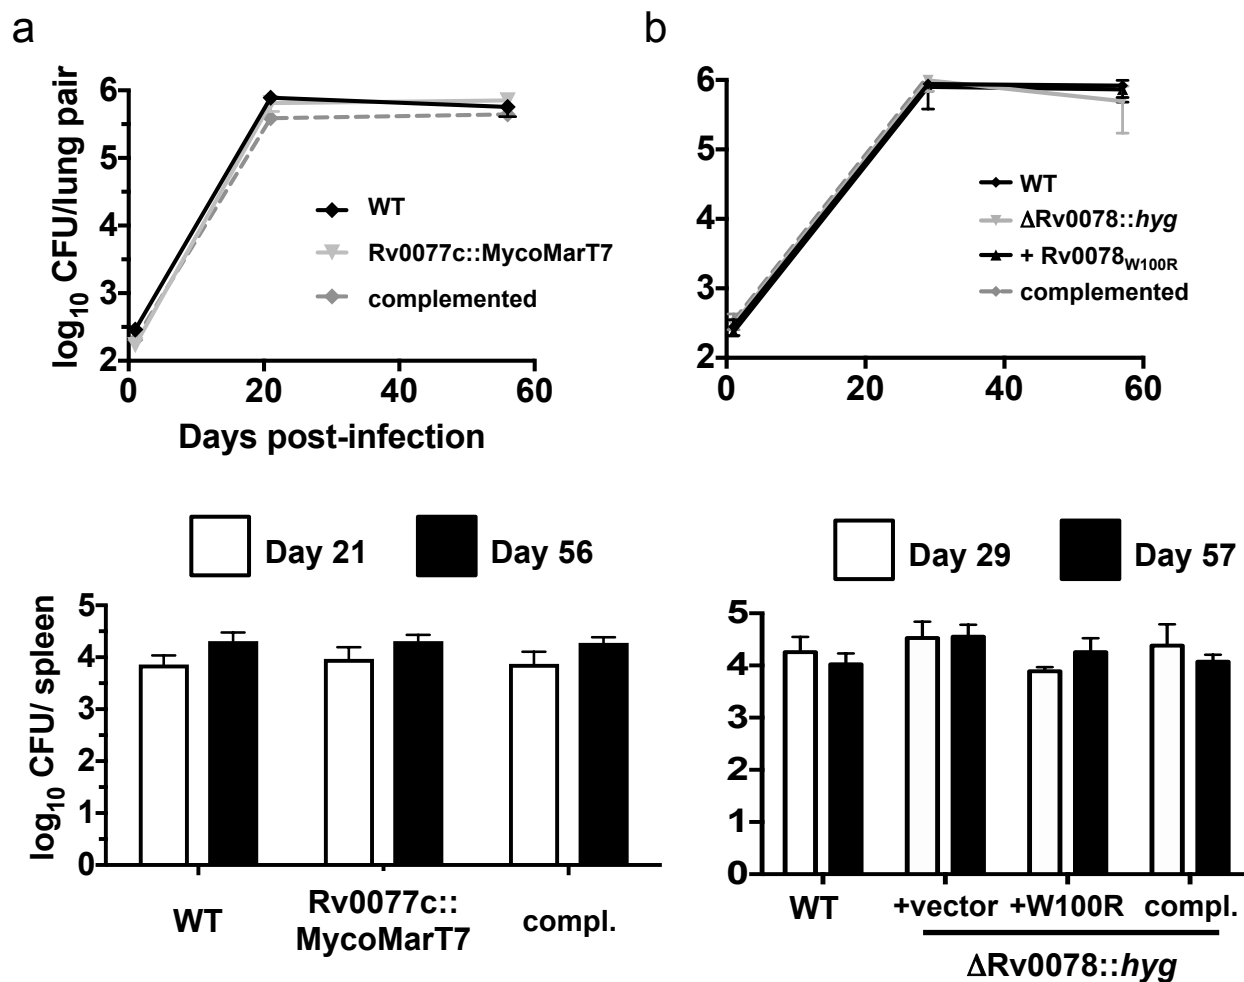 a
log10 CFU/lung pair
6
5
4
3
2
0
20
40
60
Days post-infection
WT
Rv0077c::MycoMarT7
complemented
b
6
5
4
3
2
0
20
40
60
WT
ΔRv0078::hyg
+ Rv0078W100R
complemented
Day 21
Day 56
log10 CFU/ spleen
5
4
3
2
1
0
WT
Rv0077c::
MycoMarT7
compl.
Day 29
Day 57
5
4
3
2
1
0
WT
+vector
+W100R
compl.
ΔRv0078::hyg